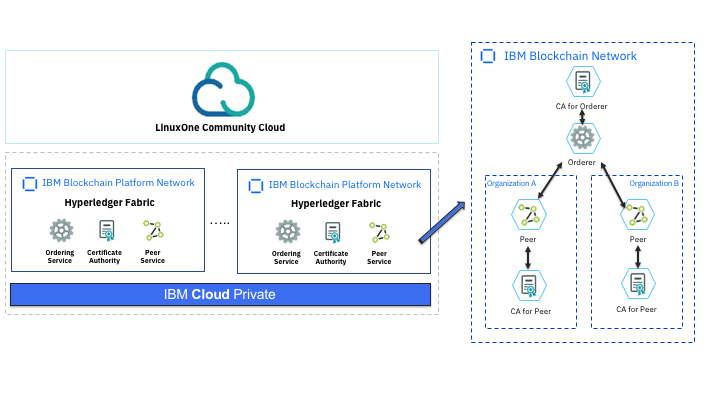 LinuxOne Community Cloud
IBM Blockchain Platform Network
Hyperledger Fabric
Ordering
Service
Certificate
Authority
Peer
Service
.....
IBM Blockchain Platform Network
Hyperledger Fabric
Ordering
Service
Certificate
Authority
Peer
Service
IBM Cloud Private
IBM Blockchain Network
CA for Orderer
Orderer
Organization A
Peer
CA for Peer
Organization B
Peer
CA for Peer